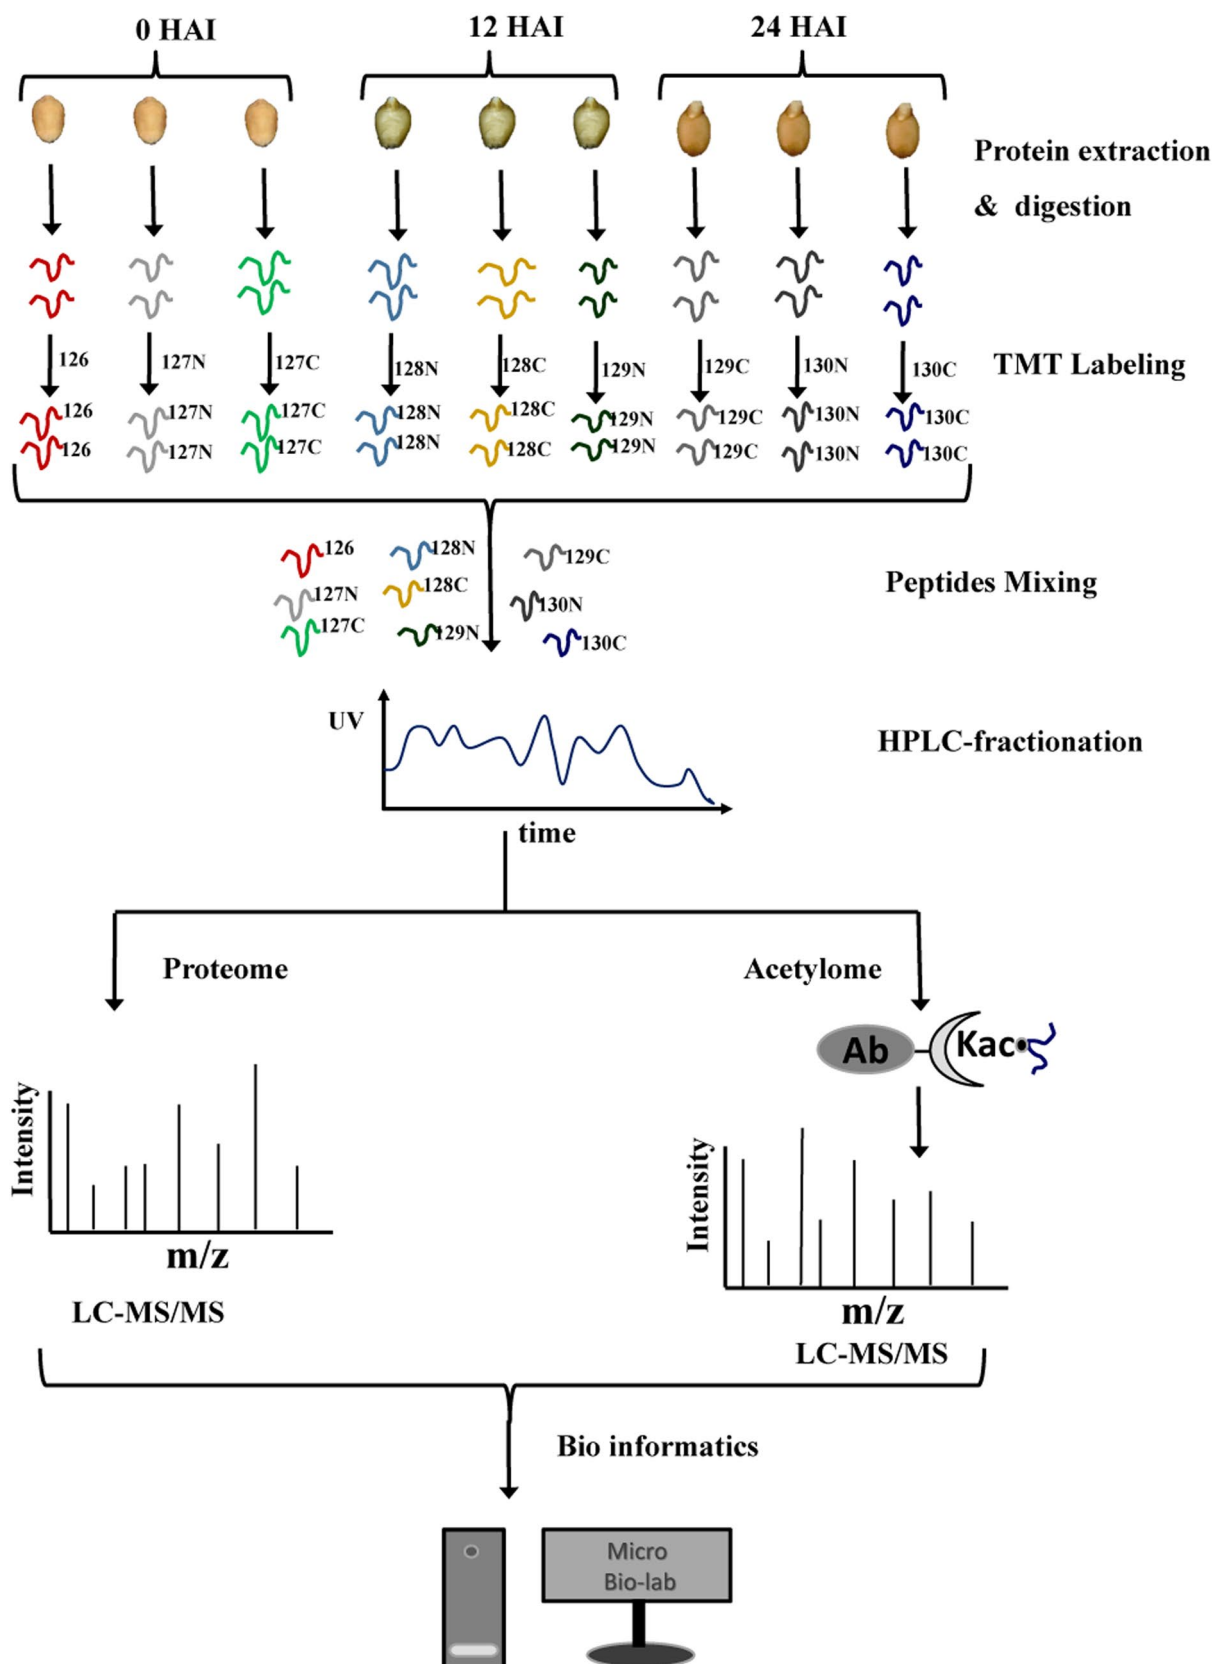 0 HAI 12 HAI 24 HAI
Protein extraction
& digestion
126 127N 127C 128N 128C 129N 129C 130N 130C
TMT Labeling
126 127N 127C 128N 128C 129N 129C 130N 130C
126 127N 127C 128N 128C 129N 129C 130N 130C
126 128N 129C
127N 128C 130N
127C 129N 130C
Peptides Mixing
UV
HPLC-fractionation
time
Proteome Acetylome
Ab Kac
Intensity
m/z
LC-MS/MS
Intensity
m/z
LC-MS/MS
Bio informatics
Micro
Bio-lab